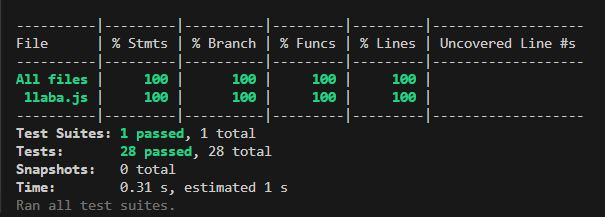 ----------|---------|----------|---------|---------|-------------------
File      | % Stmts | % Branch | % Funcs | % Lines | Uncovered Line #s
----------|---------|----------|---------|---------|-------------------
All files |     100 |      100 |     100 |     100 |
 llaba.js |     100 |      100 |     100 |     100 |
----------|---------|----------|---------|---------|-------------------
Test Suites: 1 passed, 1 total
Tests:       28 passed, 28 total
Snapshots:   0 total
Time:        0.31 s, estimated 1 s
Ran all test suites.